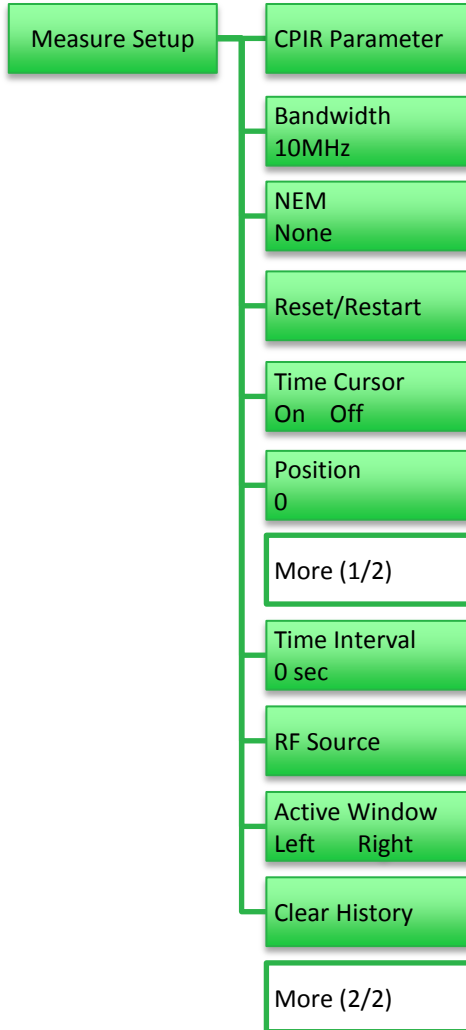 Measure Setup
CPIR Parameter
Bandwidth
10MHz
NEM
None
Reset/Restart
Time Cursor
On Off
Position
0
More (1/2)
Time Interval
0 sec
RF Source
Active Window
Left Right
Clear History
More (2/2)